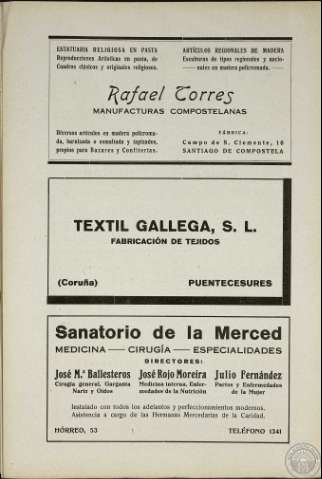 ESTATUARIA RELIGIOSA EN PASTA
Reproducciones Artísticas en pasta, de
Cuadros clásicos y originales religiosos.
ARTÍCULOS REGIONALES DE MADERA
Esculturas de tipos regionales y nacio-
nales en madera policromada.
Rafael Torres
MANUFACTURAS COMPOSTELANAS
Diversos artículos en madera policroma-
da, barnizada o esmaltada y tapizados,
propios para Bazares y Confiterías.
FÁBRICA:
Campo de S. Clemente, 16
SANTIAGO DE COMPOSTELA
TEXTIL GALLEGA, S. L.
FABRICACIÓN DE TEJIDOS
(Coruña) PUENTECESURES
Sanatorio de la Merced
MEDICINA — CIRUGÍA — ESPECIALIDADES
DIRECTORES:
José M.ª Ballesteros
Cirugía general, Garganta
Nariz y Oídos
José Rojo Moreira
Medicina interna, Enfer-
medades de la Nutrición
Julio Fernández
Partos y Enfermedades
de la Mujer
Instalado con todos los adelantos y perfeccionamientos modernos.
Asistencia a cargo de las Hermanas Mercedarias de la Caridad.
HÓRREO, 53 TELÉFONO 1341